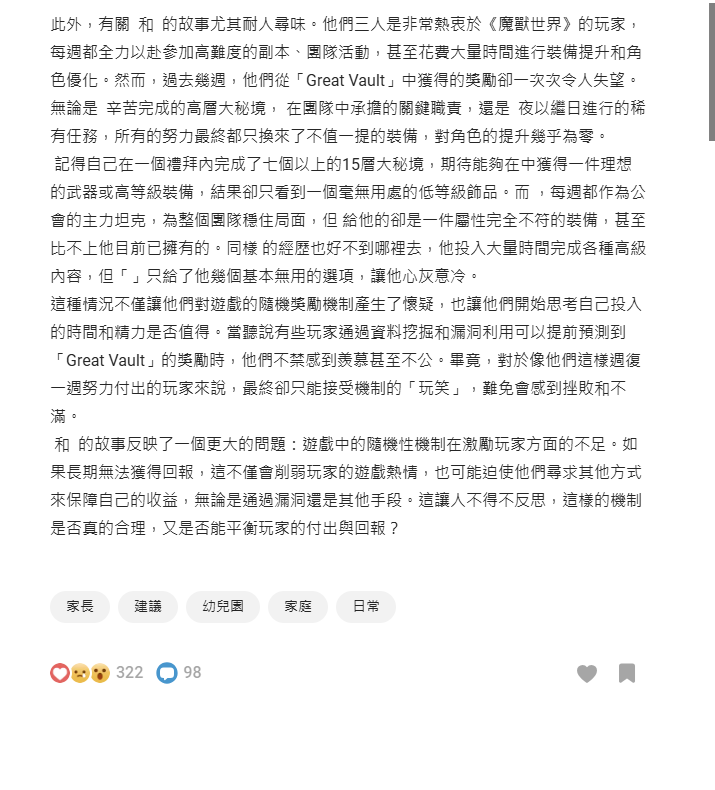 此外，有關 和 的故事尤其耐人尋味。他們三人是非常熱衷於《魔獸世界》的玩家，
每週都全力以赴參加高難度的副本、團隊活動，甚至花費大量時間進行裝備提升和角
色優化。然而，過去幾週，他們從「Great Vault」中獲得的獎勵卻一次次令人失望。
無論是 辛苦完成的高層大秘境， 在團隊中承擔的關鍵職責，還是 夜以繼日進行的稀
有任務，所有的努力最終都只換來了不值一提的裝備，對角色的提升幾乎為零。
記得自己在一個禮拜內完成了七個以上的15層大秘境，期待能夠在中獲得一件理想
的武器或高等級裝備，結果卻只看到一個毫無用處的低等級飾品。而 ，每週都作為公
會的主力坦克，為整個團隊穩住局面，但 給他的卻是一件屬性完全不符的裝備，甚至
比不上他目前已擁有的。同樣 的經歷也好不到哪裡去，他投入大量時間完成各種高級
內容，但「 」只給了他幾個基本無用的選項，讓他心灰意冷。
這種情況不僅讓他們對遊戲的隨機獎勵機制產生了懷疑，也讓他們開始思考自己投入
的時間和精力是否值得。當聽說有些玩家通過資料挖掘和漏洞利用可以提前預測到
「Great Vault」的獎勵時，他們不禁感到羨慕甚至不公。畢竟，對於像他們這樣週復
一週努力付出的玩家來說，最終卻只能接受機制的「玩笑」，難免會感到挫敗和不
滿。
和 的故事反映了一個更大的問題：遊戲中的隨機性機制在激勵玩家方面的不足。如
果長期無法獲得回報，這不僅會削弱玩家的遊戲熱情，也可能迫使他們尋求其他方式
來保障自己的收益，無論是通過漏洞還是其他手段。這讓人不得不反思，這樣的機制
是否真的合理，又是否能平衡玩家的付出與回報？
家長 建議 幼兒園 家庭 日常
322 98